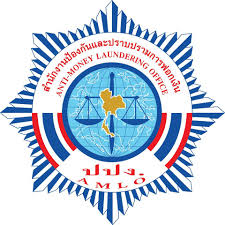 สำนักงานป้องกันและปราบปรามการฟอกเงิน
ANTI-MONEY LAUNDERING OFFICE
ปปง.
AMLO